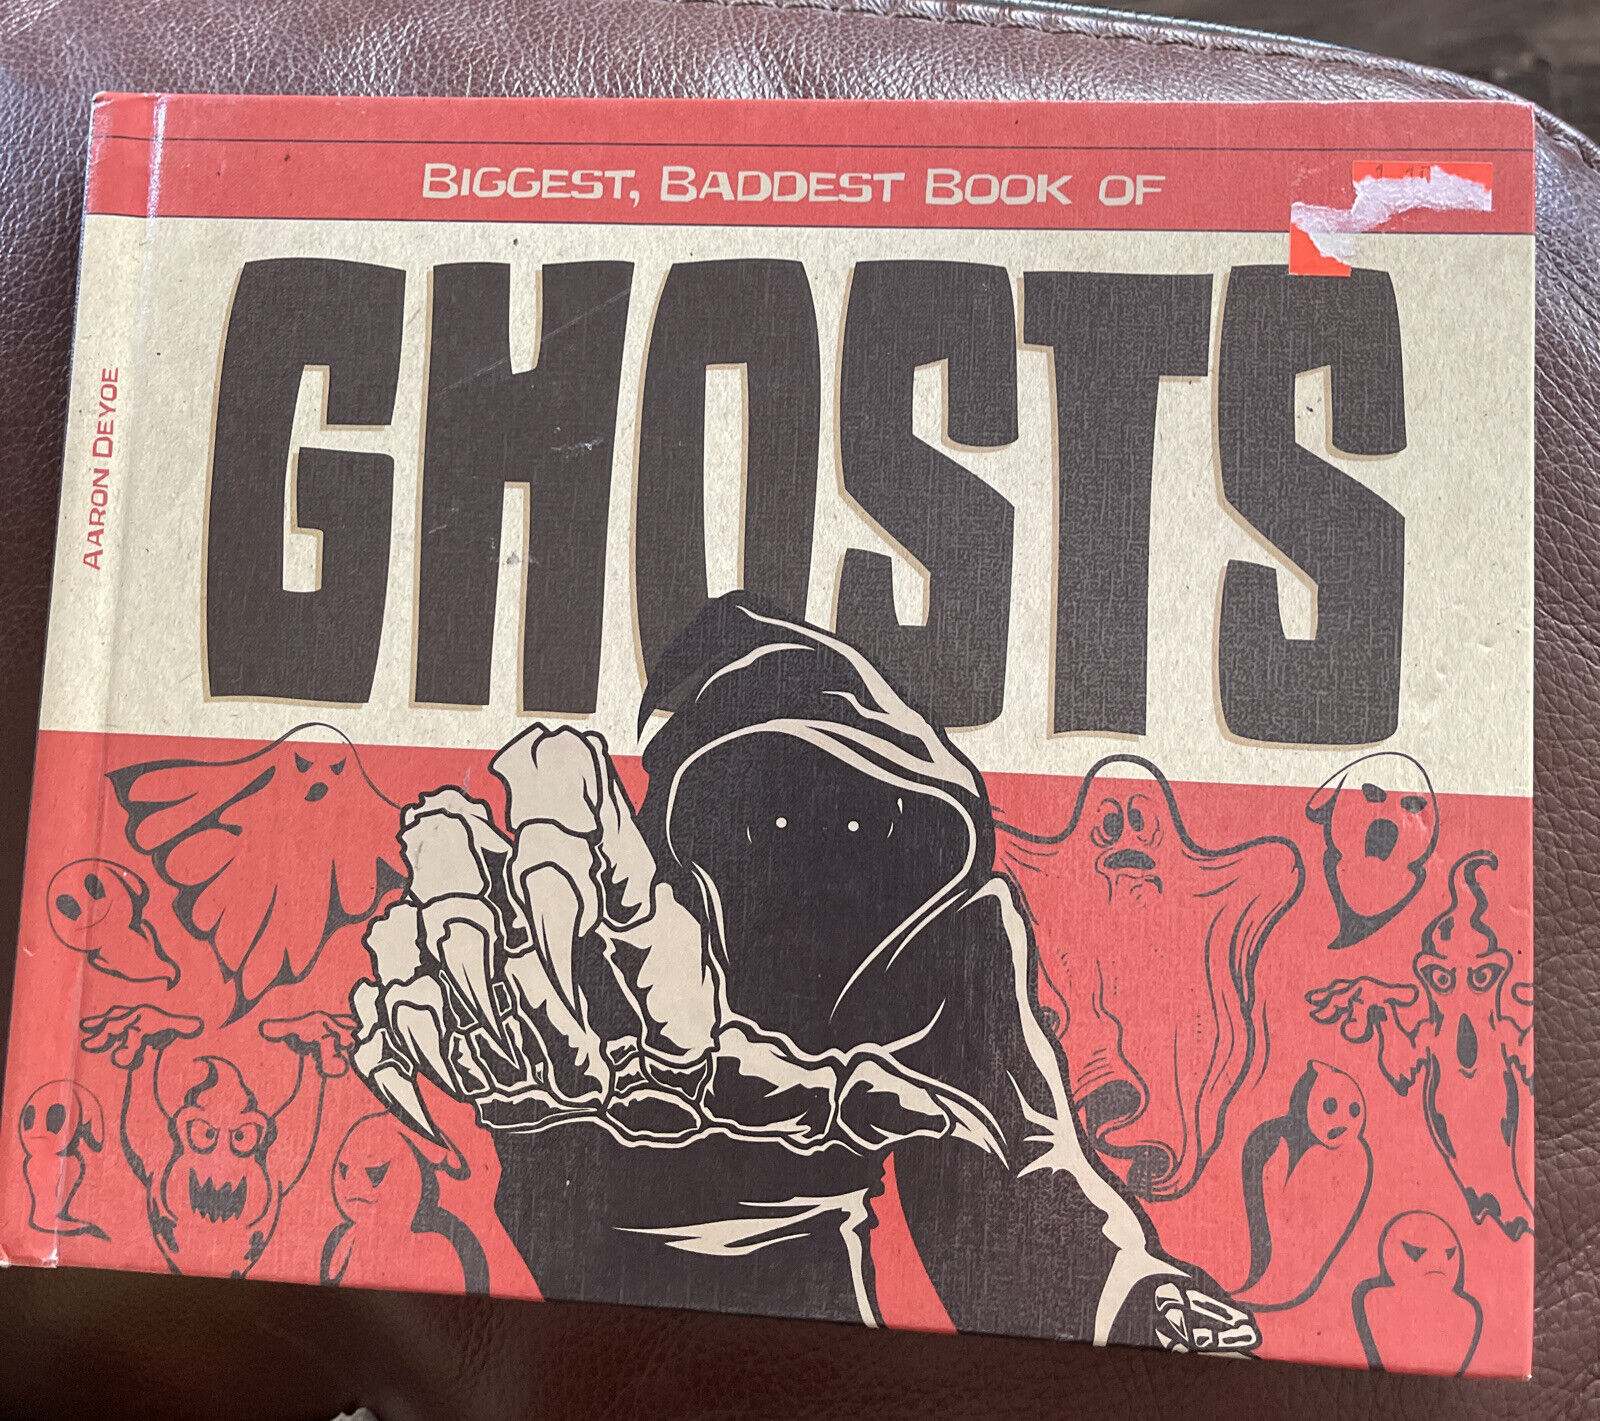 BIGGEST, BADDEST BOOK OF
GHOSTS
AARON DEYOE